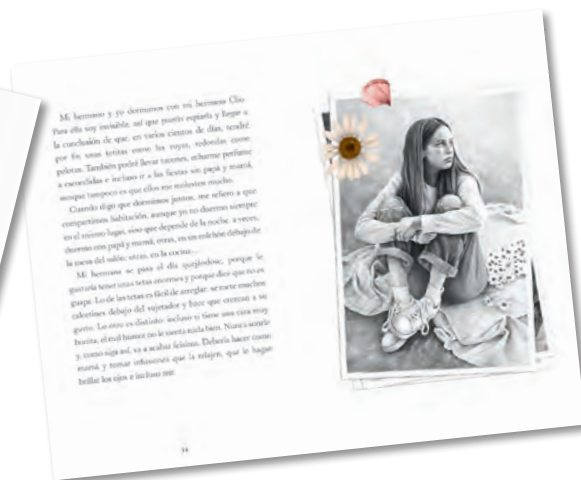 Mi hermano y yo dormimos con mi hermana Clio.
Para ella soy invisible, así que puedo espiarla y llegar a
la conclusión de que, en varios cientos de días, tendré
por fin unas tetitas como las suyas, redondas como
pelotas. También podré llevar tacones, echarme perfume
a escondidas e incluso ir a las fiestas sin papá y mamá,
aunque tampoco es que ellos me molesten mucho.
Cuando digo que dormimos juntos, me refiero a que
compartimos habitación, aunque yo no duermo siempre
en el mismo lugar, sino que depende de la noche: a veces,
duermo con papá y mamá; otras, en un colchón debajo de
la mesa del salón; otras, en la cocina...
Mi hermana se pasa el día quejándose, porque le
gustaría tener unas tetas enormes y porque dice que no es
guapa. Lo de las tetas es fácil de arreglar: se mete muchos
calcetines debajo del sujetador y hace que crezcan a su
gusto. Lo otro es distinto: incluso si tiene una cara muy
bonita, el mal humor no le sienta nada bien. Nunca sonríe
y, como siga así, va a acabar feísima. Debería hacer como
mamá y tomar infusiones que la relajen, que le hagan
brillar los ojos e incluso reír.
34